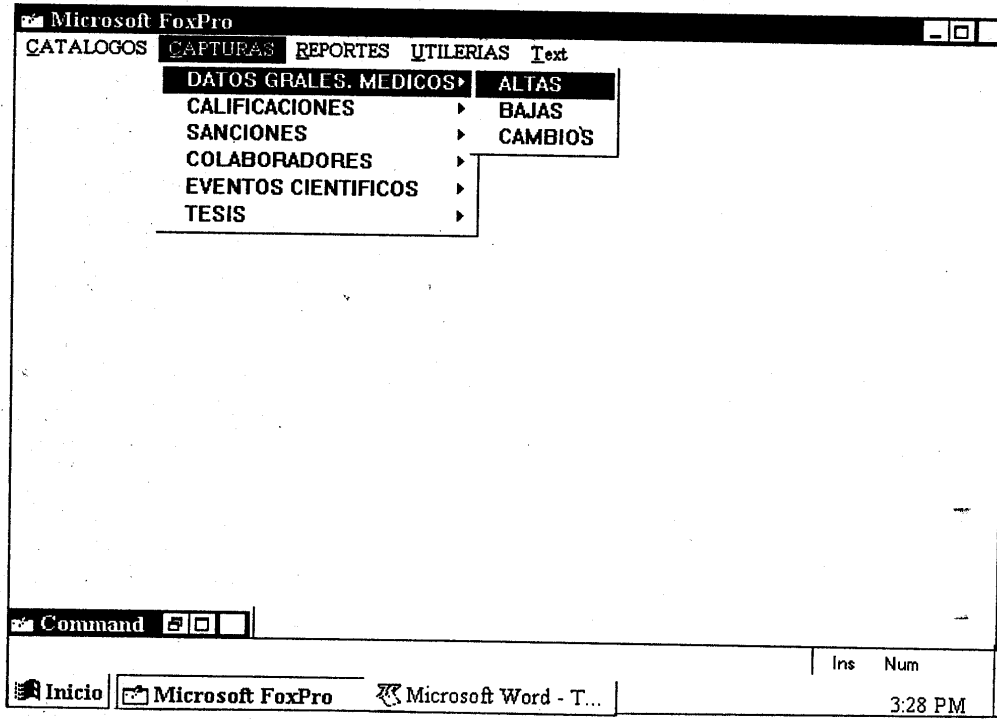 Microsoft FoxPro
CATALOGOS CAPTURAS REPORTES UTILERIAS Text
DATOS GRALES. MEDICOS ALTAS
CALIFICACIONES BAJAS
SANCIONES CAMBIOS
COLABORADORES
EVENTOS CIENTIFICOS
TESIS
Command
Ins Num
Inicio Microsoft FoxPro Microsoft Word - T... 3:28 PM